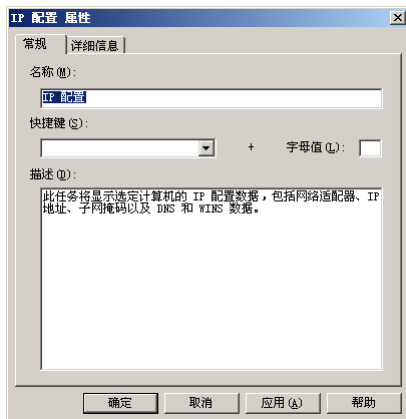 IP 配置 属性
常规 详细信息
名称(M):
IP 配置
快捷键(S):
+ 字母值(L):
描述(D):
此任务将显示选定计算机的 IP 配置数据,包括网络适配器、IP
地址、子网掩码以及 DNS 和 WINS 数据。
确定 取消 应用(A) 帮助